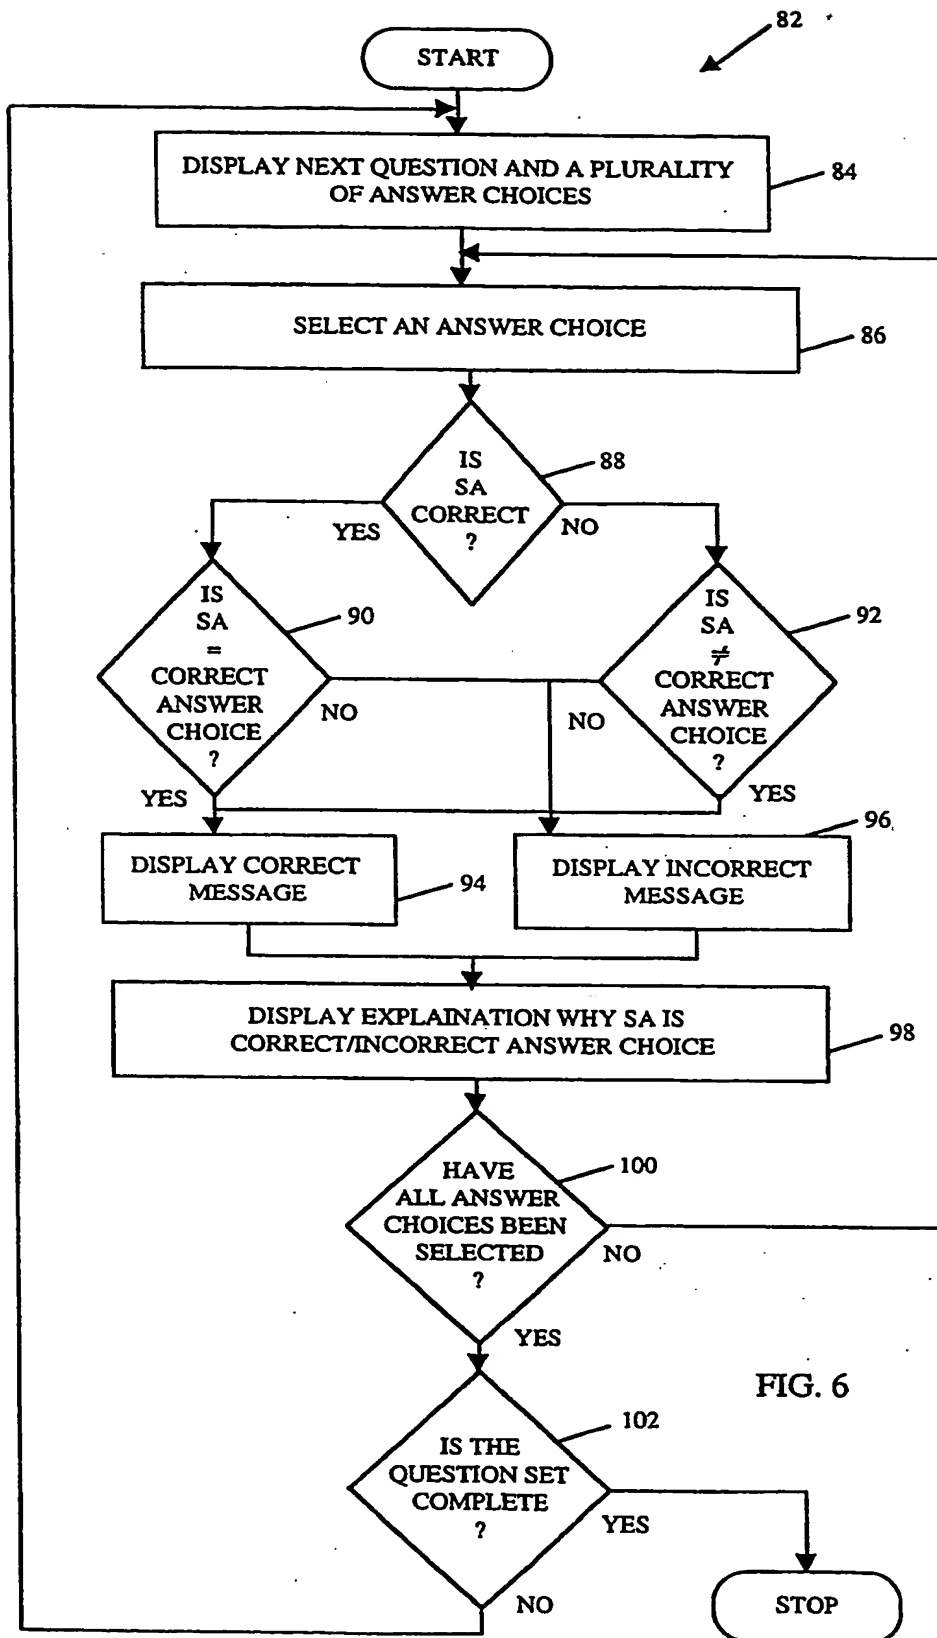 82
START
DISPLAY NEXT QUESTION AND A PLURALITY
OF ANSWER CHOICES
84
SELECT AN ANSWER CHOICE
86
IS
SA
CORRECT
?
88
YES
NO
IS
SA
=
CORRECT
ANSWER
CHOICE
?
90
NO
YES
IS
SA
≠
CORRECT
ANSWER
CHOICE
?
92
NO
YES
DISPLAY CORRECT
MESSAGE
94
DISPLAY INCORRECT
MESSAGE
96
DISPLAY EXPLAINATION WHY SA IS
CORRECT/INCORRECT ANSWER CHOICE
98
HAVE
ALL ANSWER
CHOICES BEEN
SELECTED
?
100
NO
YES
FIG. 6
IS THE
QUESTION SET
COMPLETE
?
102
YES
NO
STOP